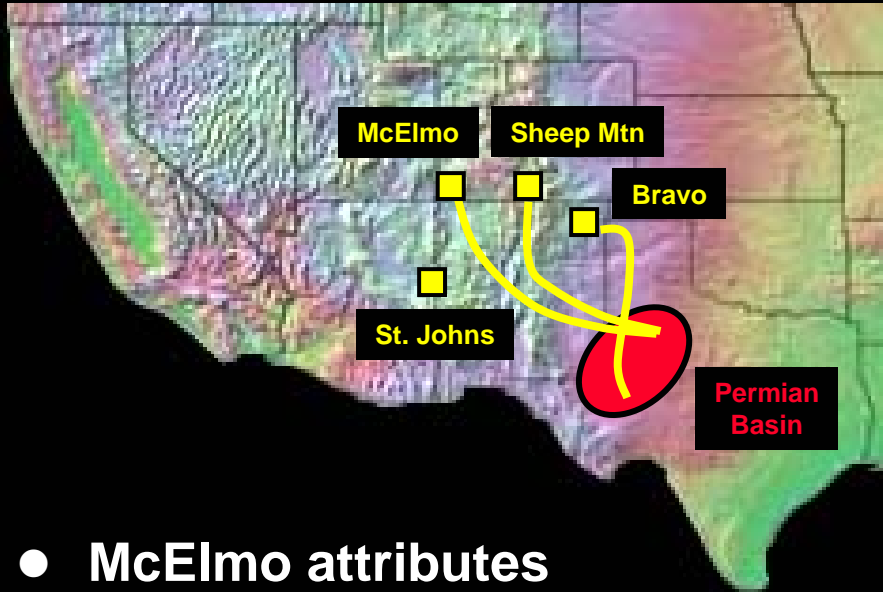 McElmo
Sheep Mtn
Bravo
St. Johns
Permian
Basin
● McElmo attributes